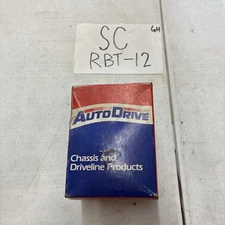 SC
GH
RBT-12
AUTODRIVE
Chassis and
Driveline Products